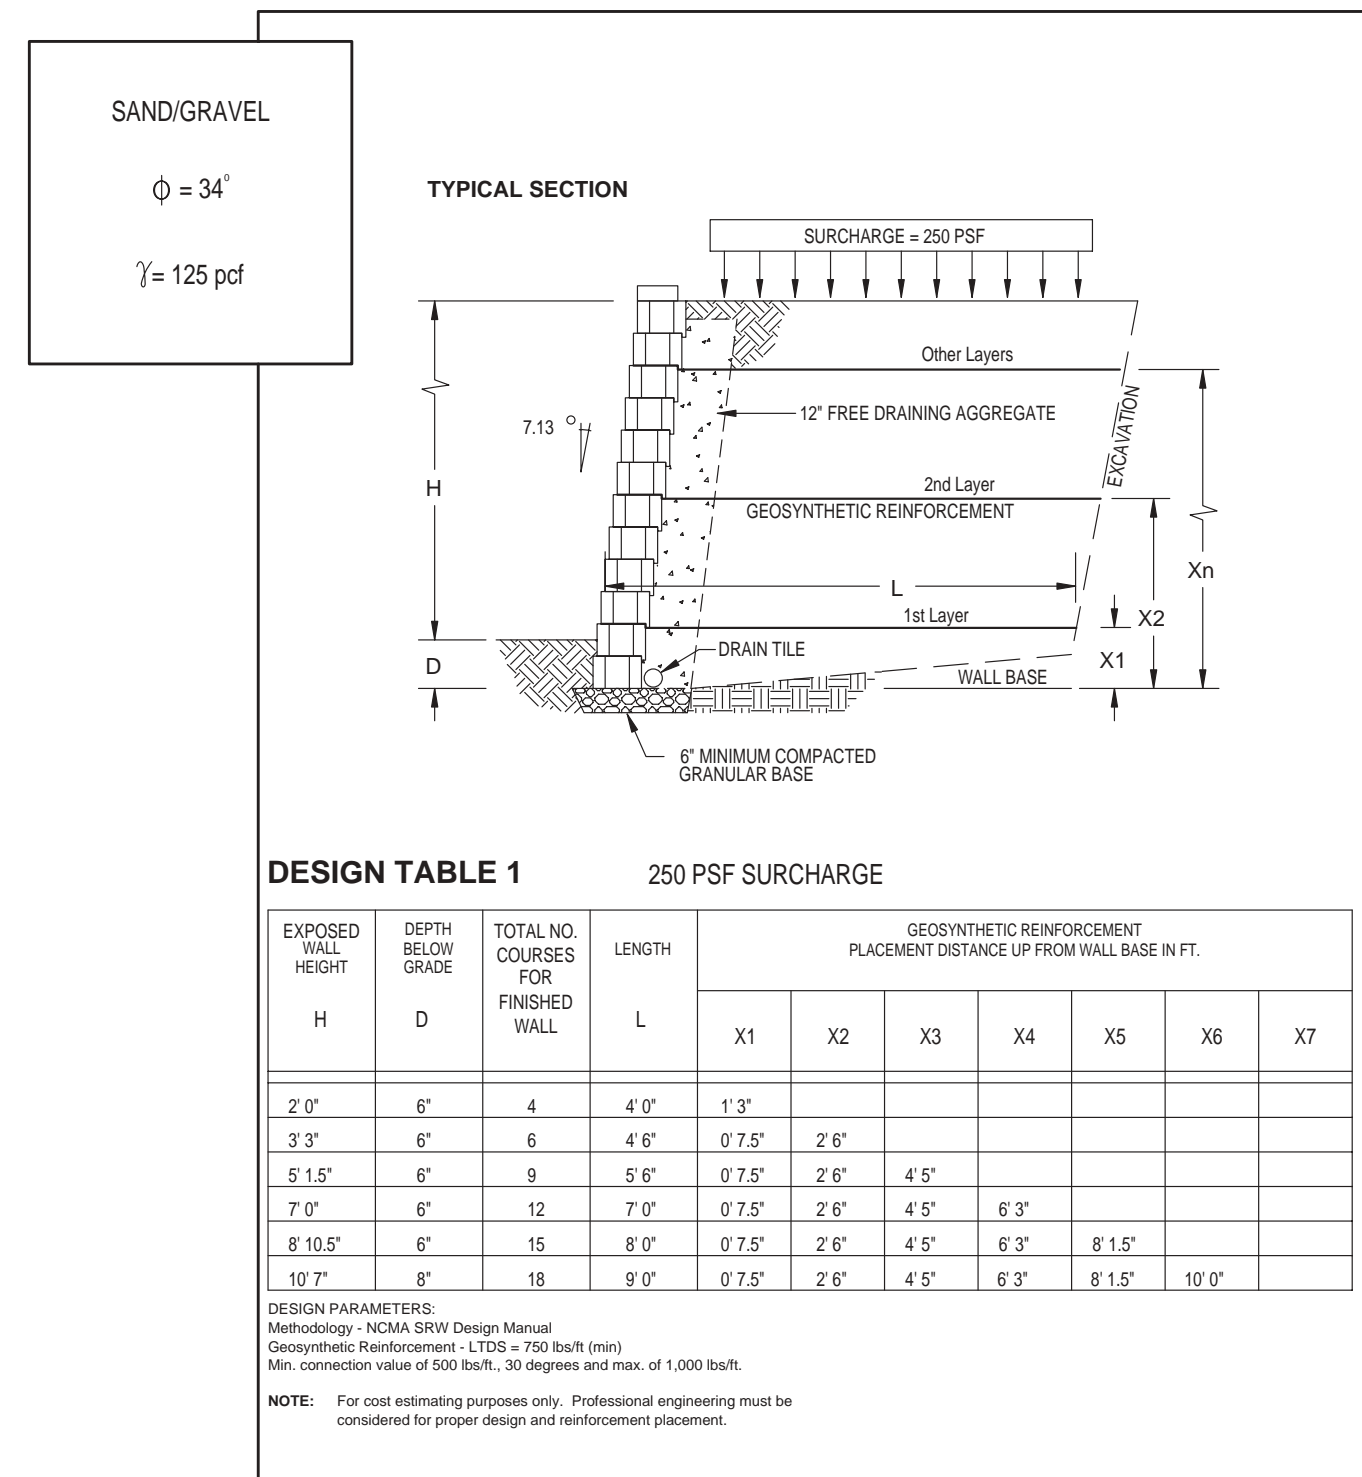 SAND/GRAVEL
ϕ = 34°
γ = 125 pcf
TYPICAL SECTION
SURCHARGE = 250 PSF
Other Layers
12" FREE DRAINING AGGREGATE
EXCAVATION
7.13 °
H
2nd Layer
GEOSYNTHETIC REINFORCEMENT
Xn
L
1st Layer
X2
DRAIN TILE
X1
D
WALL BASE
6" MINIMUM COMPACTED
GRANULAR BASE
DESIGN TABLE 1 250 PSF SURCHARGE
EXPOSED
WALL
HEIGHT
H
DEPTH
BELOW
GRADE
D
TOTAL NO.
COURSES
FOR
FINISHED
WALL
LENGTH
L
GEOSYNTHETIC REINFORCEMENT
PLACEMENT DISTANCE UP FROM WALL BASE IN FT.
X1 X2 X3 X4 X5 X6 X7
2' 0" 6" 4 4' 0" 1' 3"
3' 3" 6" 6 4' 6" 0' 7.5" 2' 6"
5' 1.5" 6" 9 5' 6" 0' 7.5" 2' 6" 4' 5"
7' 0" 6" 12 7' 0" 0' 7.5" 2' 6" 4' 5" 6' 3"
8' 10.5" 6" 15 8' 0" 0' 7.5" 2' 6" 4' 5" 6' 3" 8' 1.5"
10' 7" 8" 18 9' 0" 0' 7.5" 2' 6" 4' 5" 6' 3" 8' 1.5" 10' 0"
DESIGN PARAMETERS:
Methodology - NCMA SRW Design Manual
Geosynthetic Reinforcement - LTDS = 750 lbs/ft (min)
Min. connection value of 500 lbs/ft., 30 degrees and max. of 1,000 lbs/ft.
NOTE: For cost estimating purposes only. Professional engineering must be
considered for proper design and reinforcement placement.